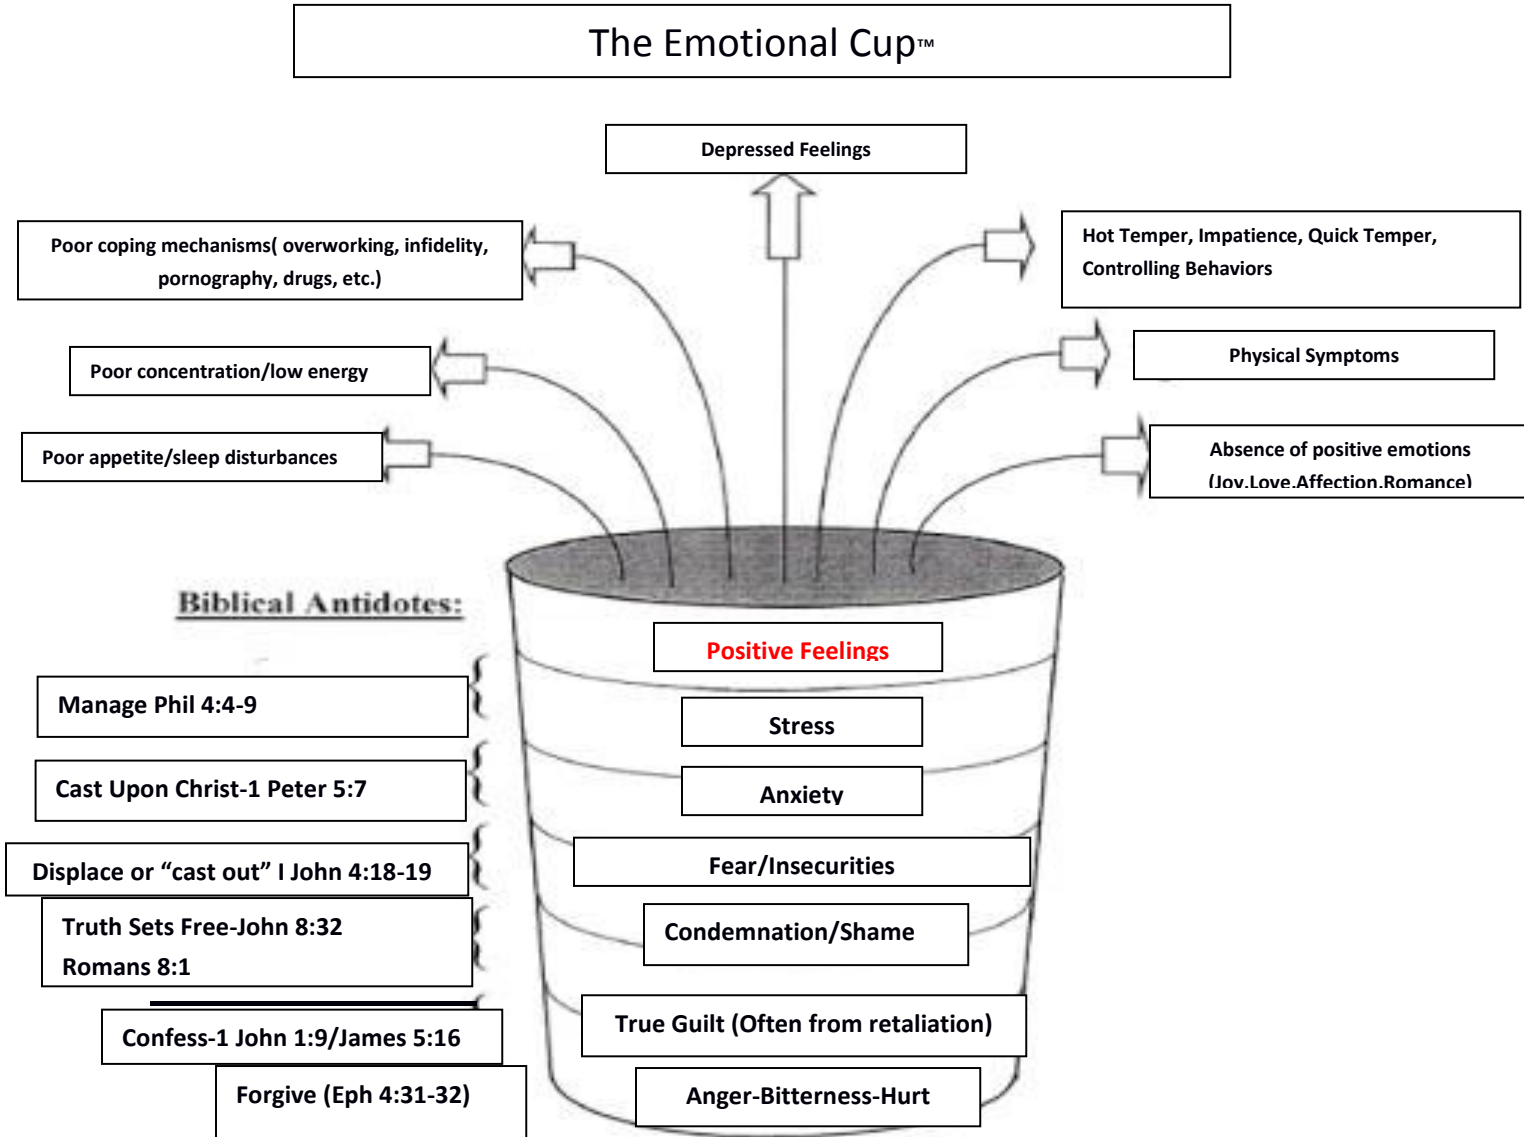 The Emotional Cup™
Depressed Feelings
Poor coping mechanisms( overworking, infidelity,
pornography, drugs, etc.)
Hot Temper, Impatience, Quick Temper,
Controlling Behaviors
Poor concentration/low energy
Physical Symptoms
Poor appetite/sleep disturbances
Absence of positive emotions
(Joy,Love,Affection,Romance)
Biblical Antidotes:
Positive Feelings
Manage Phil 4:4-9
Stress
Cast Upon Christ-1 Peter 5:7
Anxiety
Displace or “cast out” I John 4:18-19
Fear/Insecurities
Truth Sets Free-John 8:32
Romans 8:1
Condemnation/Shame
Confess-1 John 1:9/James 5:16
True Guilt (Often from retaliation)
Forgive (Eph 4:31-32)
Anger-Bitterness-Hurt